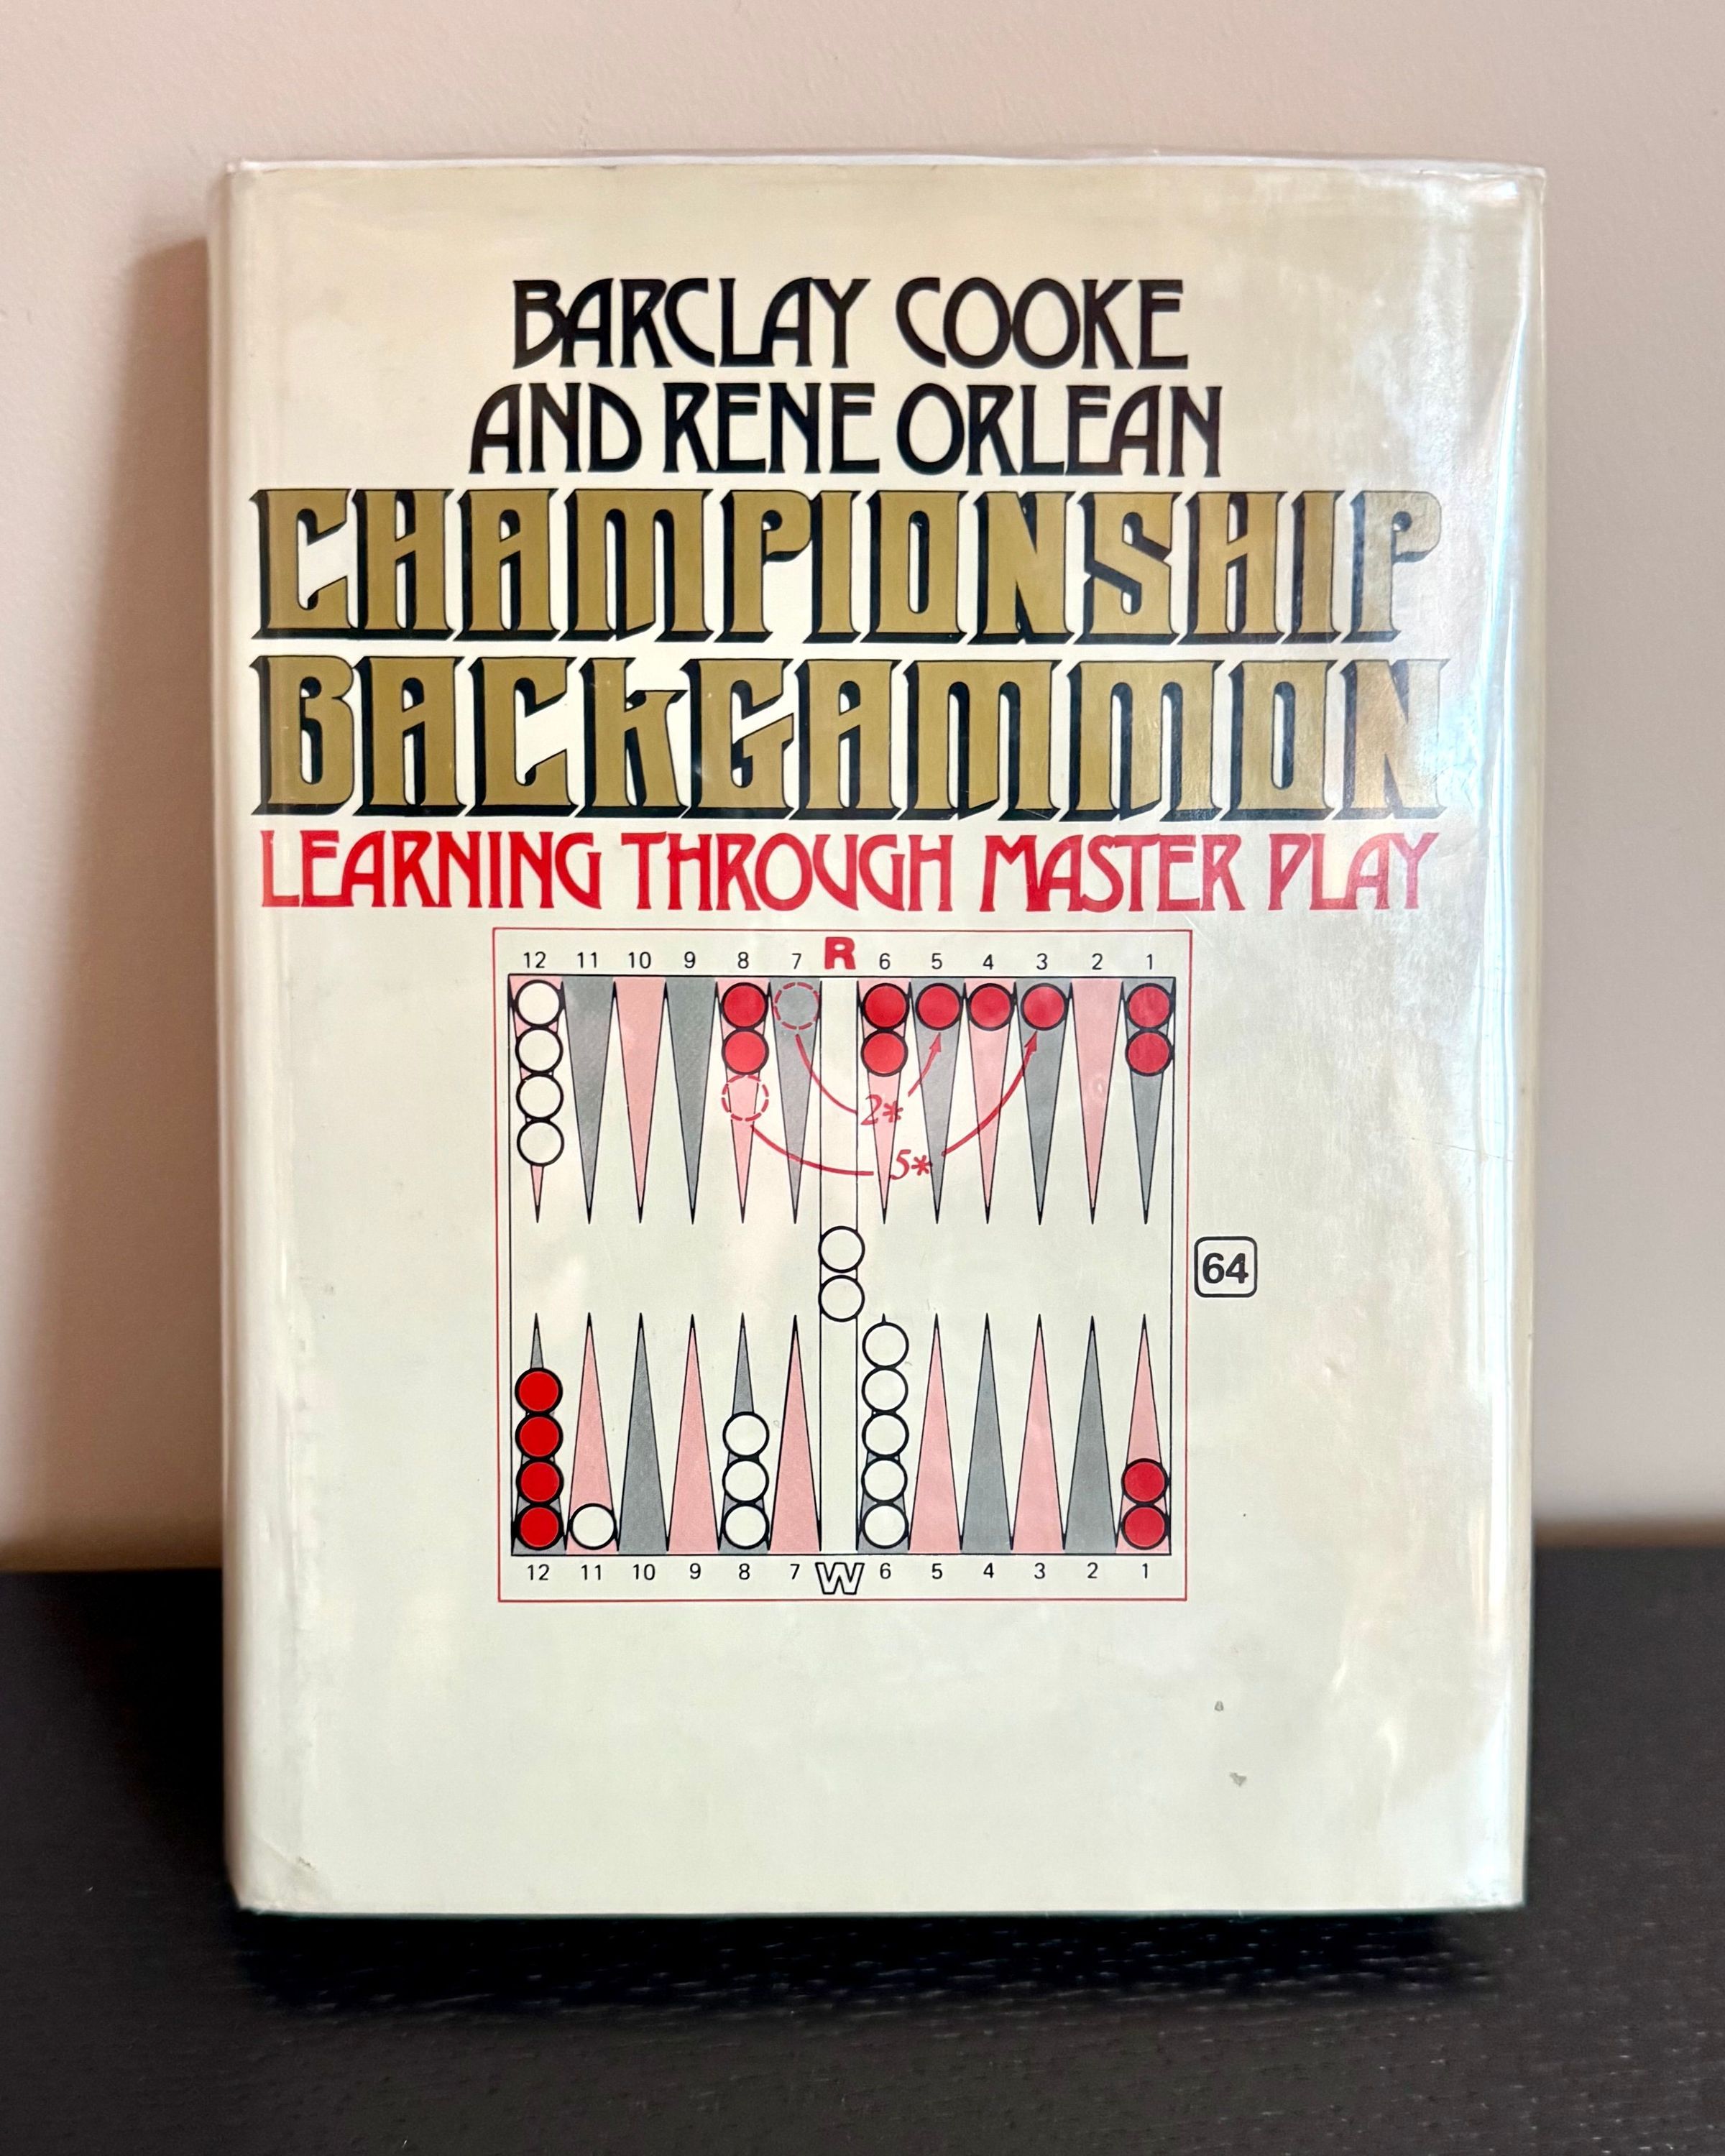 BARCLAY COOKE
AND RENE ORLEAN
CHAMPIONSHIP
BACKGAMMON
LEARNING THROUGH MASTER PLAY
12 11 10 9 8 7 R 6 5 4 3 2 1
2*
5*
64
12 11 10 9 8 7 W 6 5 4 3 2 1